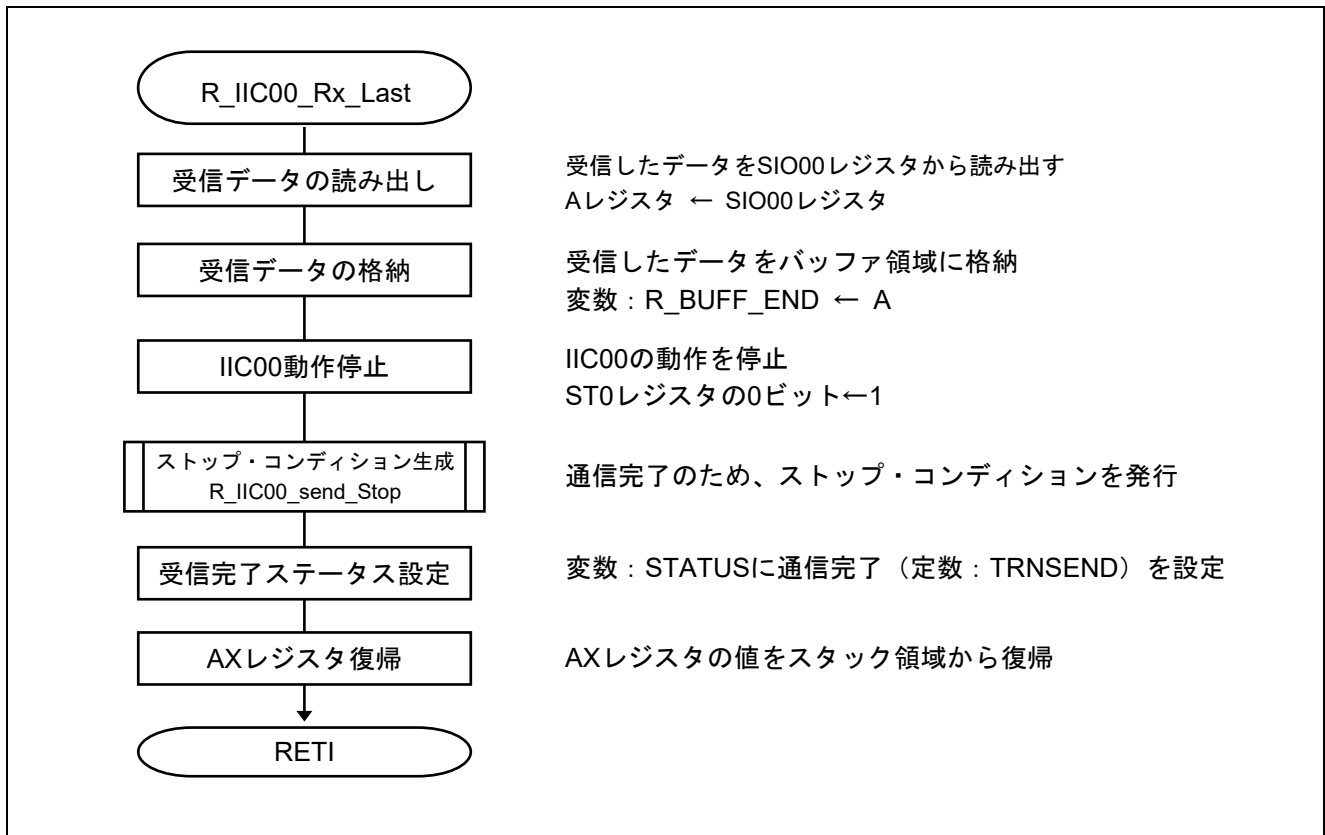 R_IIC00_Rx_Last
受信データの読み出し
受信したデータをSIO00レジスタから読み出す
Aレジスタ ← SIO00レジスタ
受信データの格納
受信したデータをバッファ領域に格納
変数：R_BUFF_END ← A
IIC00動作停止
IIC00の動作を停止
ST0レジスタの0ビット←1
ストップ・コンディション生成
R_IIC00_send_Stop
通信完了のため、ストップ・コンディションを発行
受信完了ステータス設定
変数：STATUSに通信完了（定数：TRNSEND）を設定
AXレジスタ復帰
AXレジスタの値をスタック領域から復帰
RETI